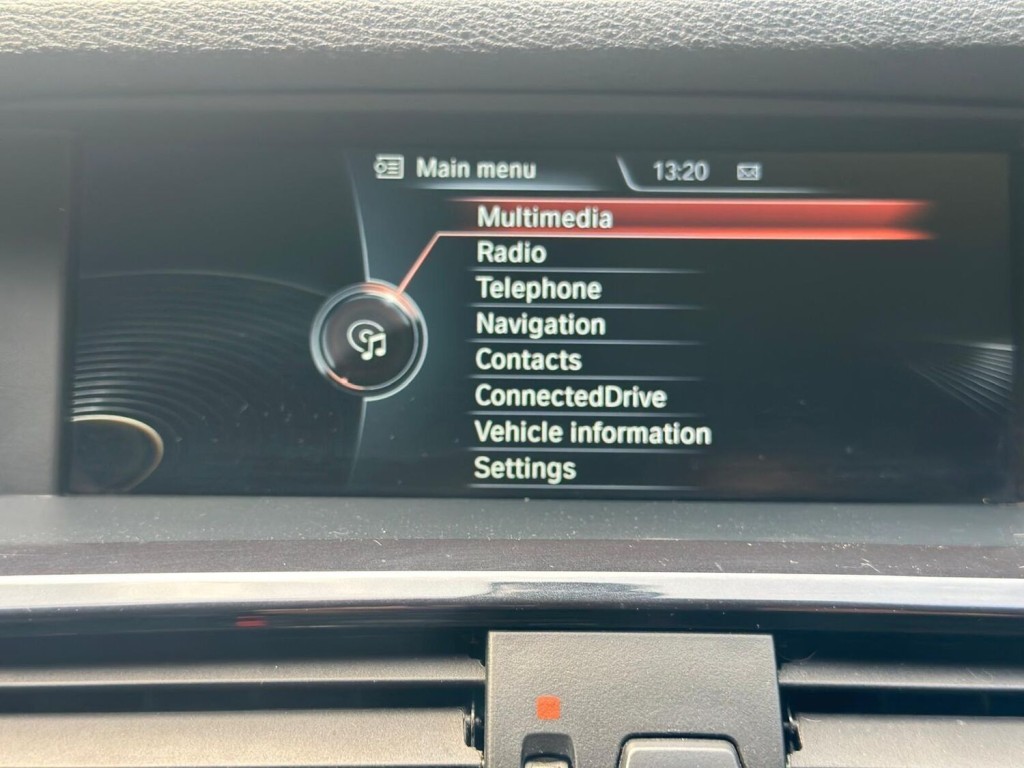 Main menu 13:20
Multimedia
Radio
Telephone
Navigation
Contacts
ConnectedDrive
Vehicle information
Settings